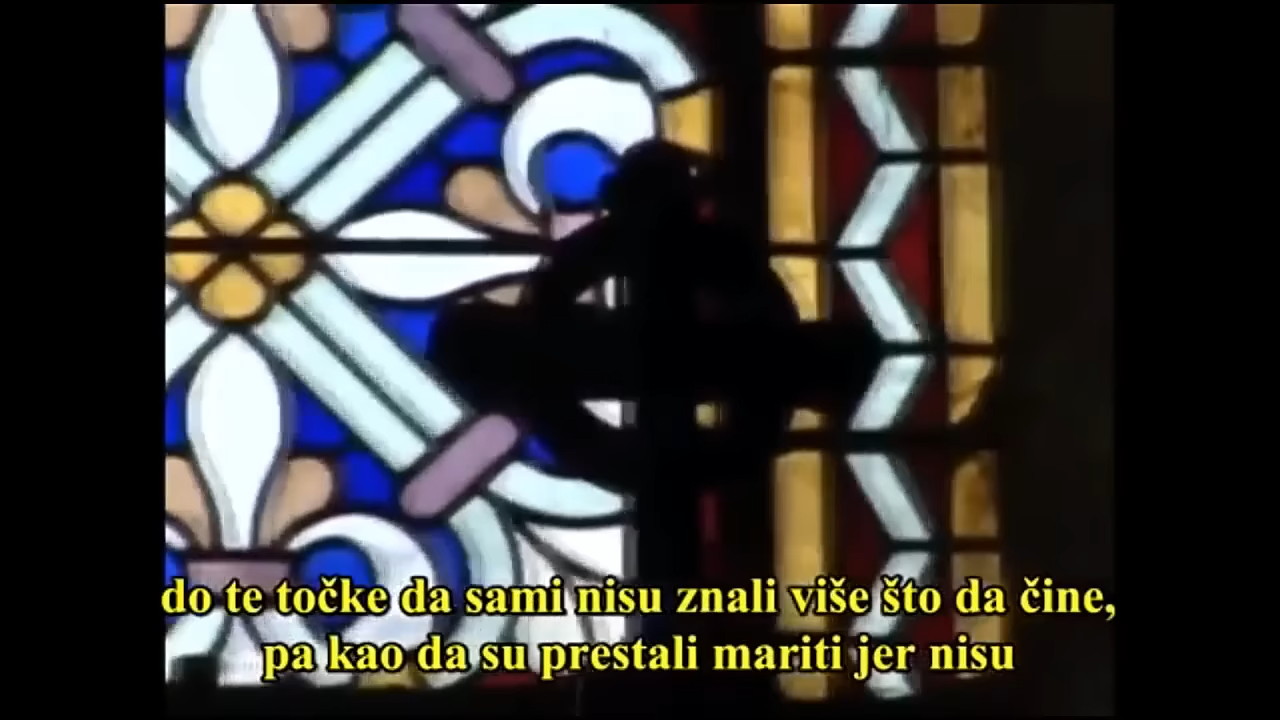 do te točke da sami nisu znali više što da čine,
pa kao da su prestali mariti jer nisu